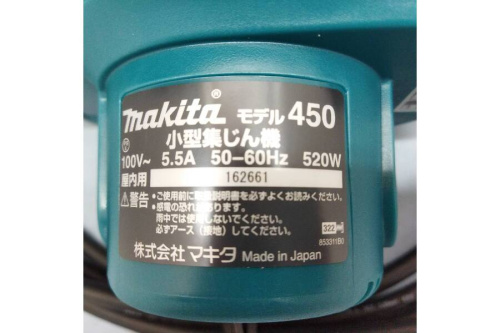 makita® モデル 450
小型集じん機
100V～ 5.5A 50–60Hz 520W
屋内用 162661
⚠警告 ・ご使用前に取扱説明書を必ずよくお読みください。
感電の恐れがあります。
雨中では使用しないでください。
必ずアース（接地）してください。
322
853311B0
株式会社 マキタ Made in Japan